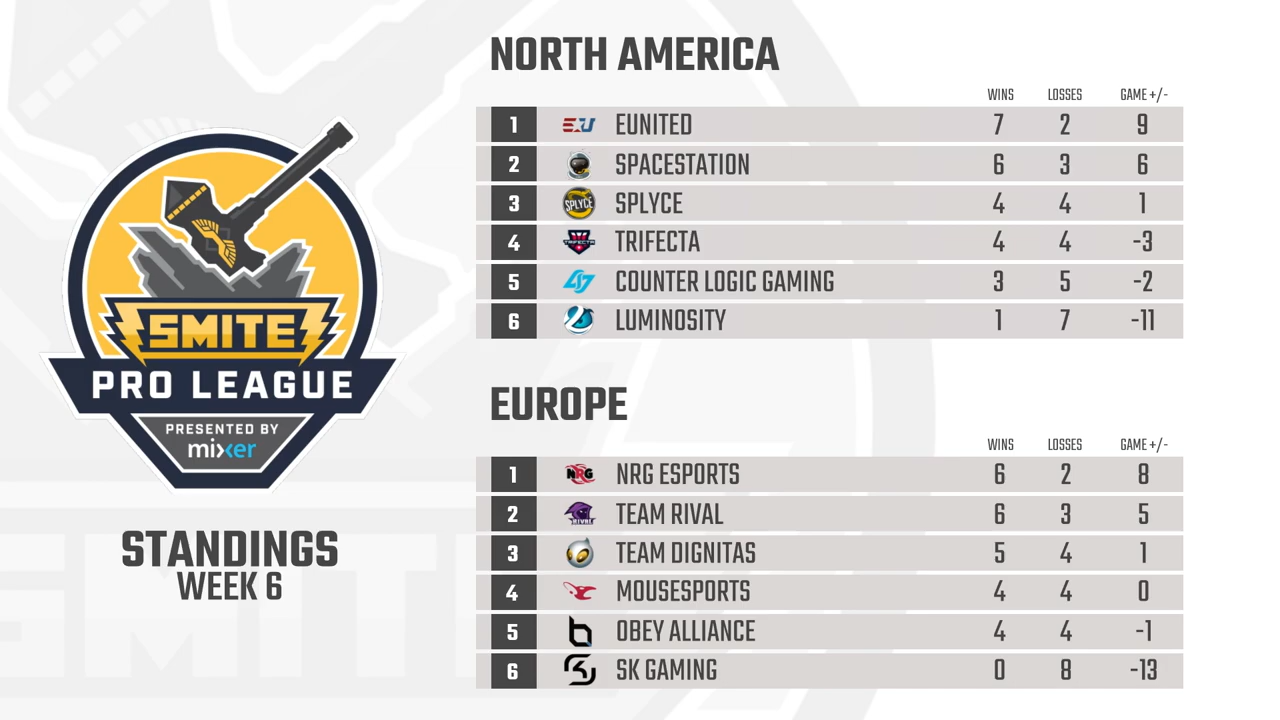 SMITE
PRO LEAGUE
PRESENTED BY
mixer
STANDINGS
WEEK 6
NORTH AMERICA
WINS LOSSES GAME +/-
1 EUNITED 7 2 9
2 SPACESTATION 6 3 6
3 SPLYCE SPLYCE 4 4 1
4 TRIFECTA TRIFECTA 4 4 -3
5 COUNTER LOGIC GAMING 3 5 -2
6 LUMINOSITY 1 7 -11
EUROPE
WINS LOSSES GAME +/-
1 NRG NRG ESPORTS 6 2 8
2 RIVAL TEAM RIVAL 6 3 5
3 TEAM DIGNITAS 5 4 1
4 MOUSESPORTS 4 4 0
5 OBEY ALLIANCE 4 4 -1
6 SK GAMING 0 8 -13